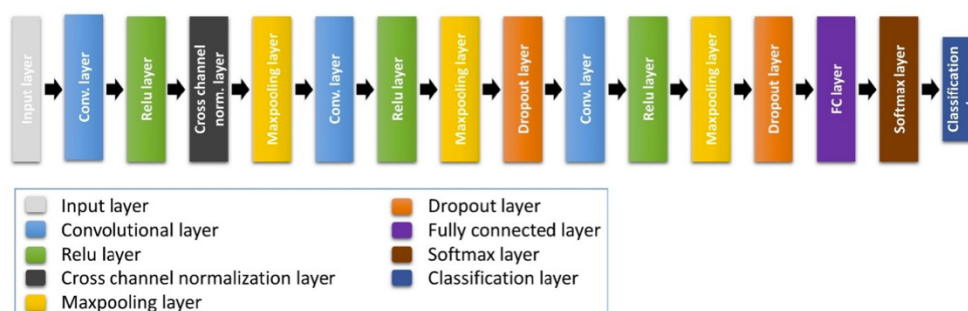 Input layer
Conv. layer
Relu layer
Cross channel
norm. layer
Maxpooling layer
Conv. layer
Relu layer
Maxpooling layer
Dropout layer
Conv. layer
Relu layer
Maxpooling layer
Dropout layer
FC layer
Softmax layer
Classification
Input layer
Convolutional layer
Relu layer
Cross channel normalization layer
Maxpooling layer
Dropout layer
Fully connected layer
Softmax layer
Classification layer